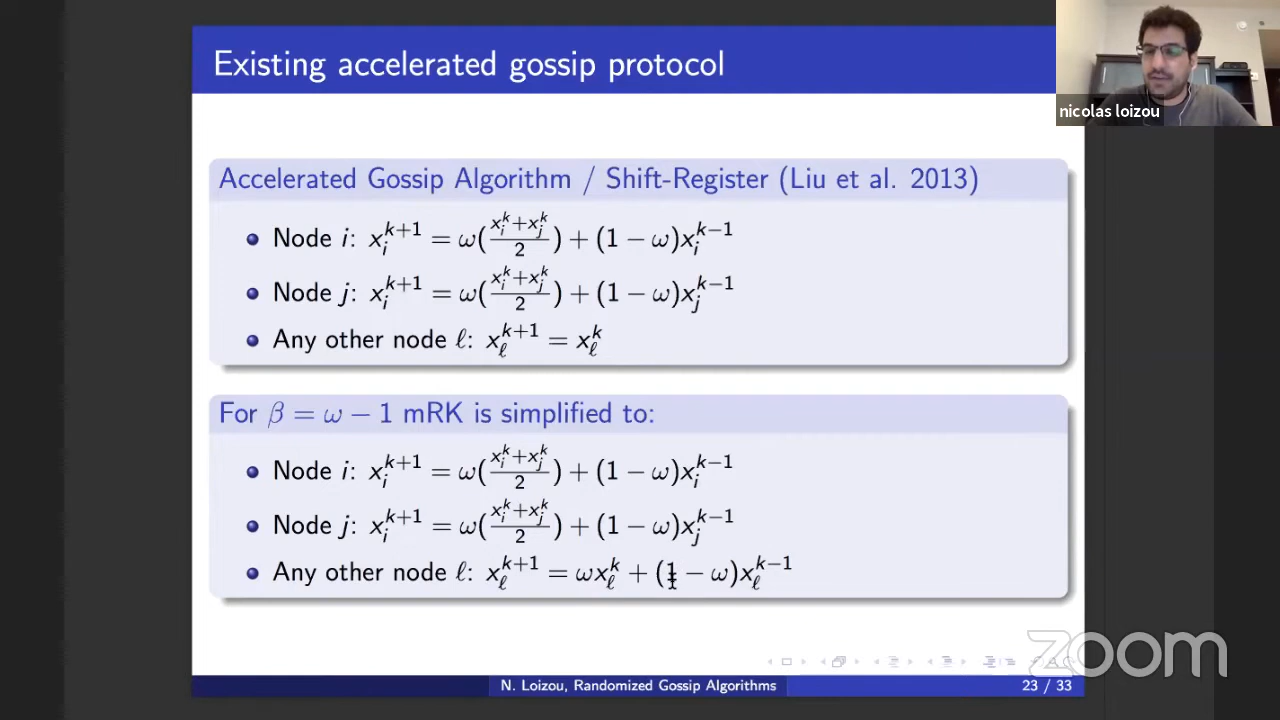 Existing accelerated gossip protocol
nicolas loizou
Accelerated Gossip Algorithm / Shift-Register (Liu et al. 2013)
Node i: x_i^{k+1} = ω(\frac{x_i^k+x_j^k}{2}) + (1 − ω)x_i^{k−1}
Node j: x_i^{k+1} = ω(\frac{x_i^k+x_j^k}{2}) + (1 − ω)x_j^{k−1}
Any other node ℓ: x_ℓ^{k+1} = x_ℓ^k
For β = ω − 1 mRK is simplified to:
Node i: x_i^{k+1} = ω(\frac{x_i^k+x_j^k}{2}) + (1 − ω)x_i^{k−1}
Node j: x_i^{k+1} = ω(\frac{x_i^k+x_j^k}{2}) + (1 − ω)x_j^{k−1}
Any other node ℓ: x_ℓ^{k+1} = ωx_ℓ^k + (1 − ω)x_ℓ^{k−1}
zoom
N. Loizou, Randomized Gossip Algorithms
23 / 33